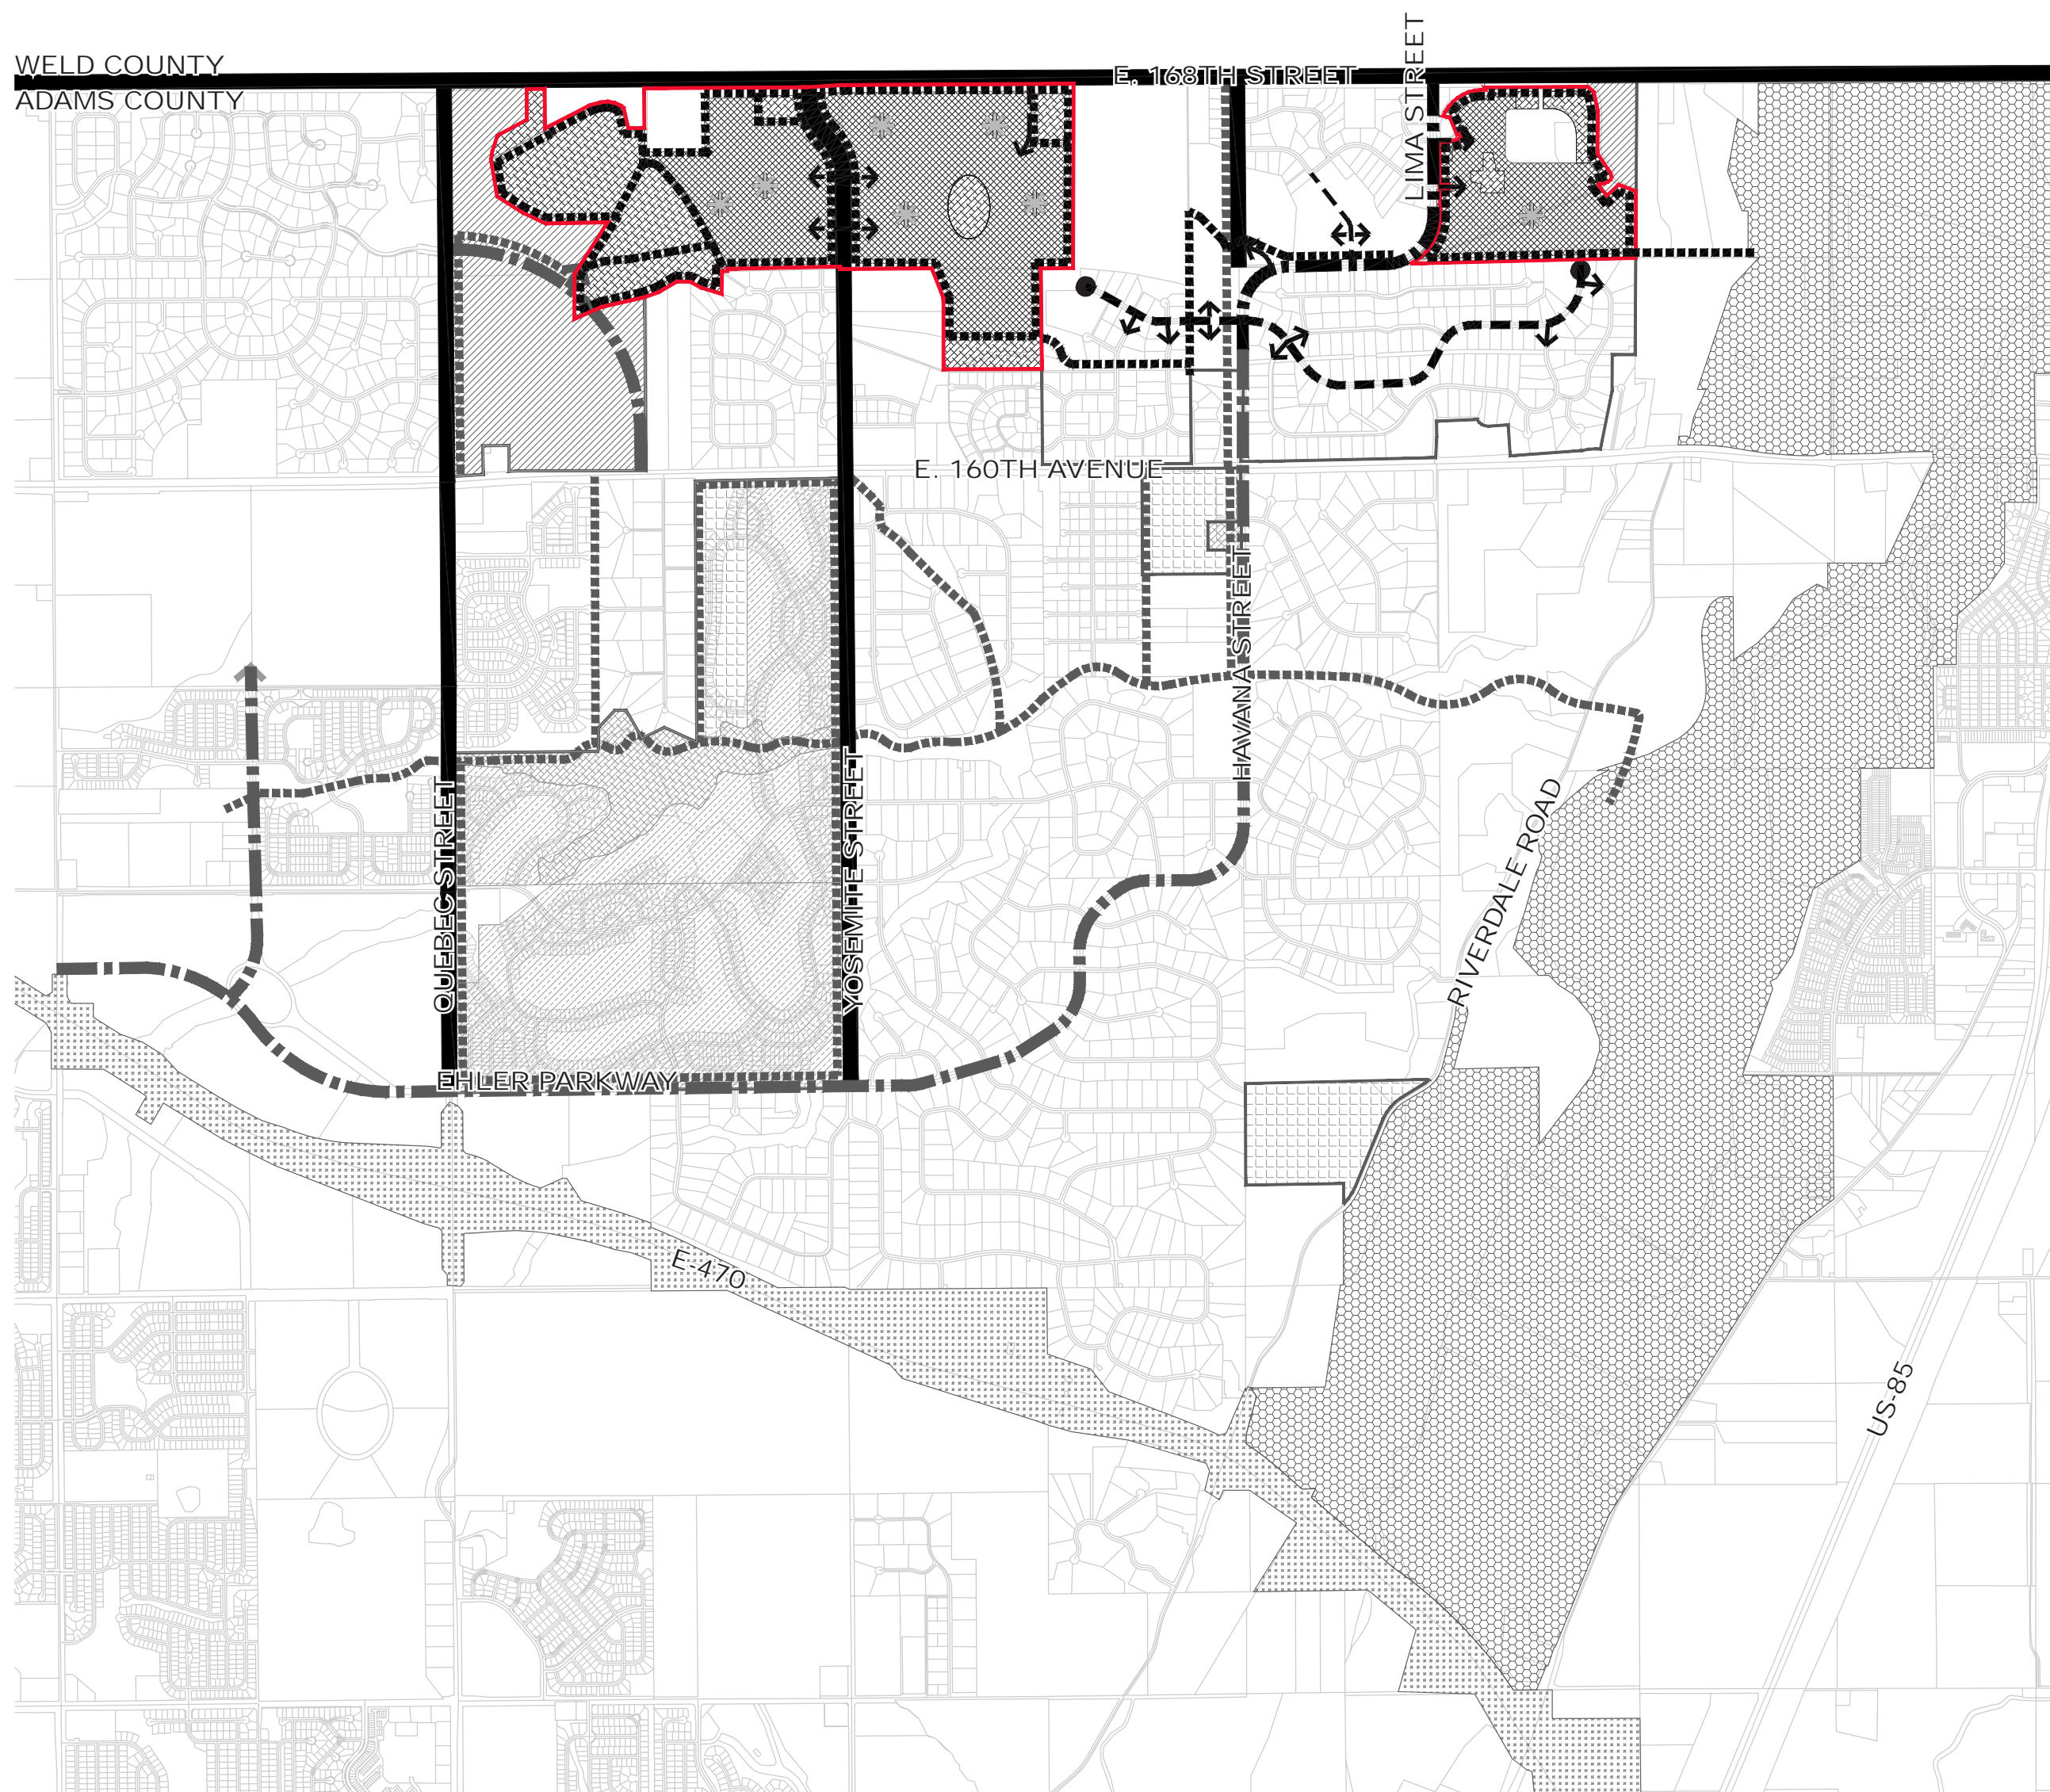 WELD COUNTY
ADAMS COUNTY
E. 168TH STREET
LIMA STREET
E. 160TH AVENUE
HAVANA STREET
QUEBEC STREET
YOSEMITE STREET
RIVERDALE ROAD
EHLER PARKWAY
E-470
US-85